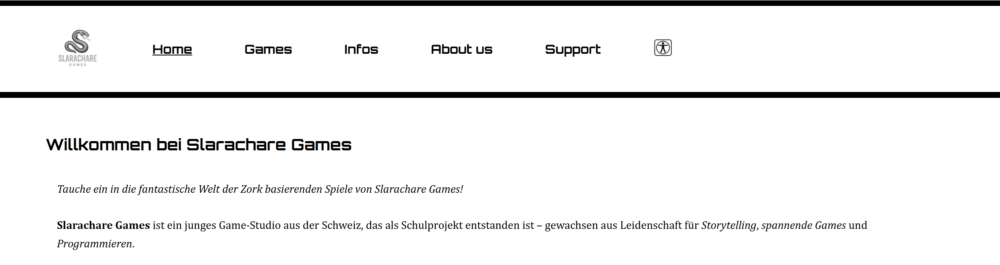 SLARACHARE
GAMES
Home Games Infos About us Support
Willkommen bei Slarachare Games
Tauche ein in die fantastische Welt der Zork basierenden Spiele von Slarachare Games!
Slarachare Games ist ein junges Game-Studio aus der Schweiz, das als Schulprojekt entstanden ist – gewachsen aus Leidenschaft für Storytelling, spannende Games und
Programmieren.